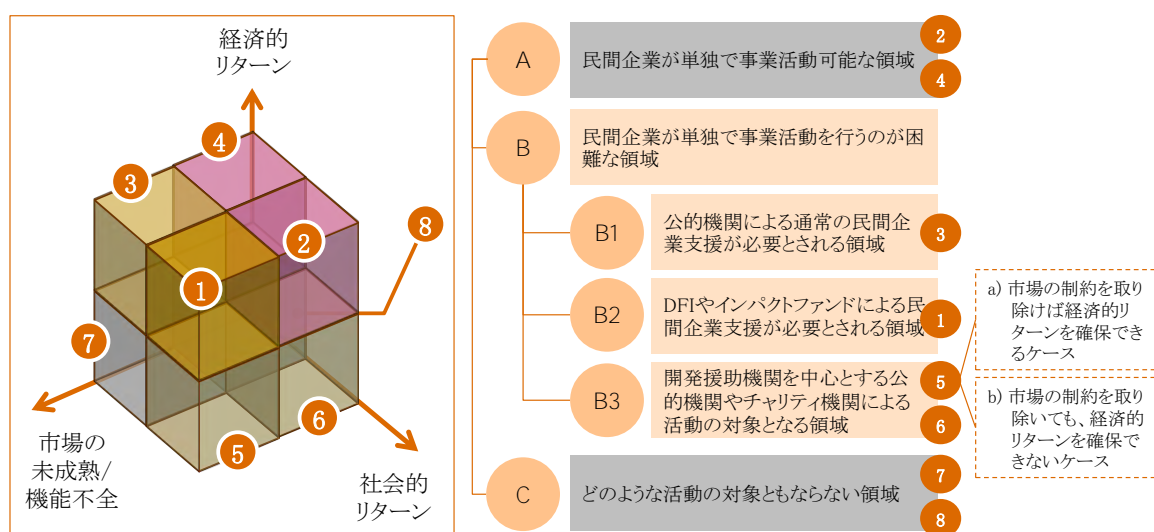 経済的
リターン
4
3
2
8
1
7
6
5
市場の
未成熟/
機能不全
社会的
リターン
A
民間企業が単独で事業活動可能な領域
2
4
B
民間企業が単独で事業活動を行うのが困
難な領域
B1
公的機関による通常の民間企
業支援が必要とされる領域
3
B2
DFIやインパクトファンドによる民
間企業支援が必要とされる領域
1
B3
開発援助機関を中心とする公
的機関やチャリティ機関による
活動の対象となる領域
5
6
a) 市場の制約を取り
除けば経済的リ
ターンを確保でき
るケース
b) 市場の制約を取り
除いても、経済的
リターンを確保で
きないケース
C
どのような活動の対象ともならない領域
7
8